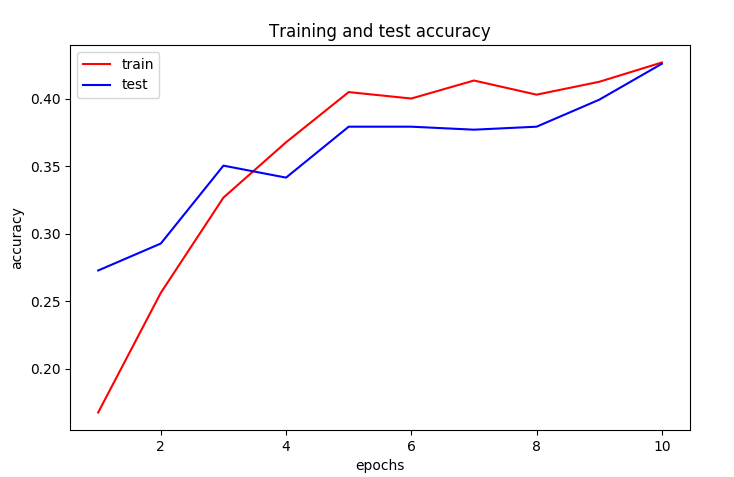 Training and test accuracy
train
test
0.40
0.35
0.30
0.25
0.20
accuracy
2 4 6 8 10
epochs